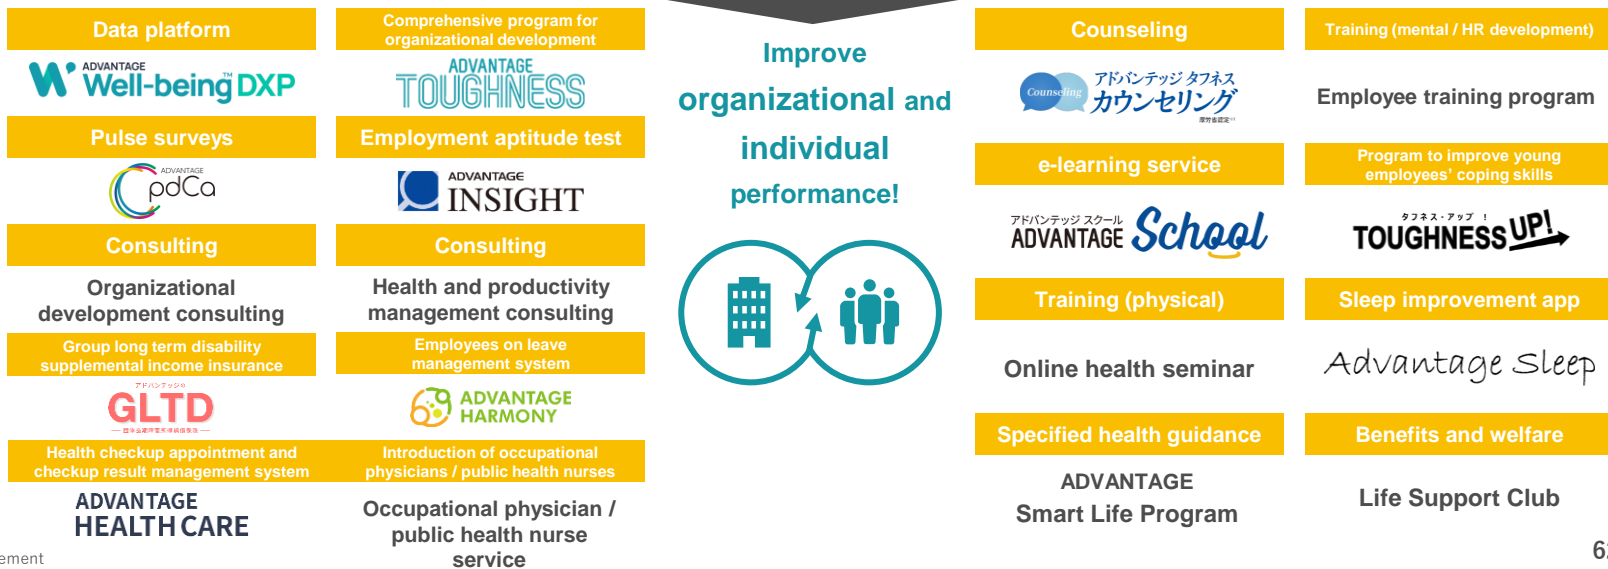 Data platform
ADVANTAGE
Well-being™ DXP
Pulse surveys
ADVANTAGE
pdCa
Consulting
Organizational
development consulting
Group long term disability
supplemental income insurance
アドバンテッジの
GLTD
Health checkup appointment and
checkup result management system
ADVANTAGE
HEALTH CARE
Comprehensive program for
organizational development
ADVANTAGE
TOUGHNESS
Employment aptitude test
ADVANTAGE
INSIGHT
Consulting
Health and productivity
management consulting
Employees on leave
management system
ADVANTAGE
HARMONY
Introduction of occupational
physicians / public health nurses
Occupational physician /
public health nurse
service
Improve
organizational and
individual
performance!
Counseling
Counseling
アドバンテッジ タフネス
カウンセリング
e-learning service
アドバンテッジ スクール
ADVANTAGE School
Training (physical)
Online health seminar
Specified health guidance
ADVANTAGE
Smart Life Program
Training (mental / HR development)
Employee training program
Program to improve young
employees’ coping skills
タフネス・アップ !
TOUGHNESS UP!
Sleep improvement app
Advantage Sleep
Benefits and welfare
Life Support Club
ement